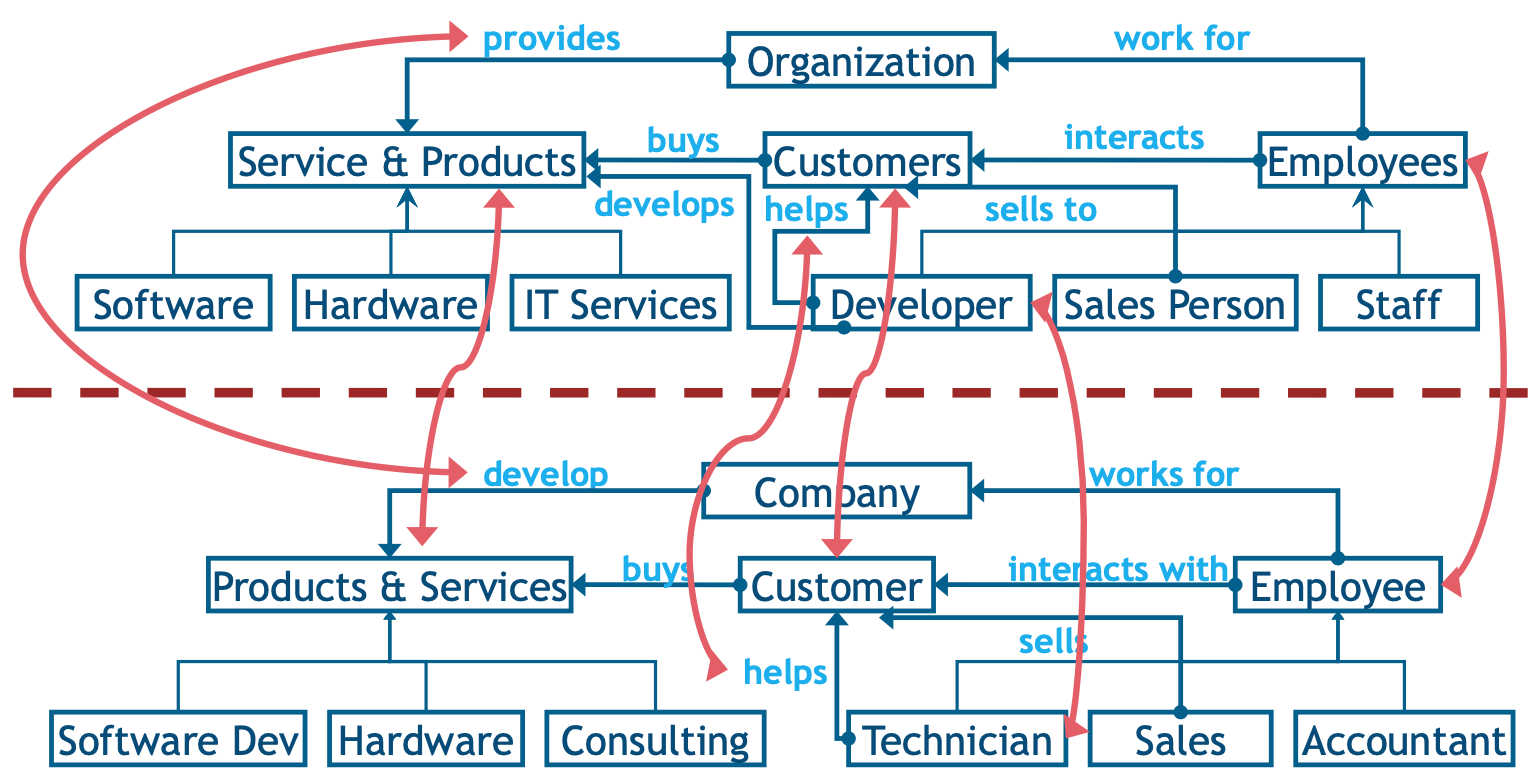 provides
Organization
work for
Service & Products
buys
Customers
interacts
Employees
develops
helps
sells to
Software
Hardware
IT Services
Developer
Sales Person
Staff
develop
Company
works for
Products & Services
buys
Customer
interacts with
Employee
sells
helps
Software Dev
Hardware
Consulting
Technician
Sales
Accountant